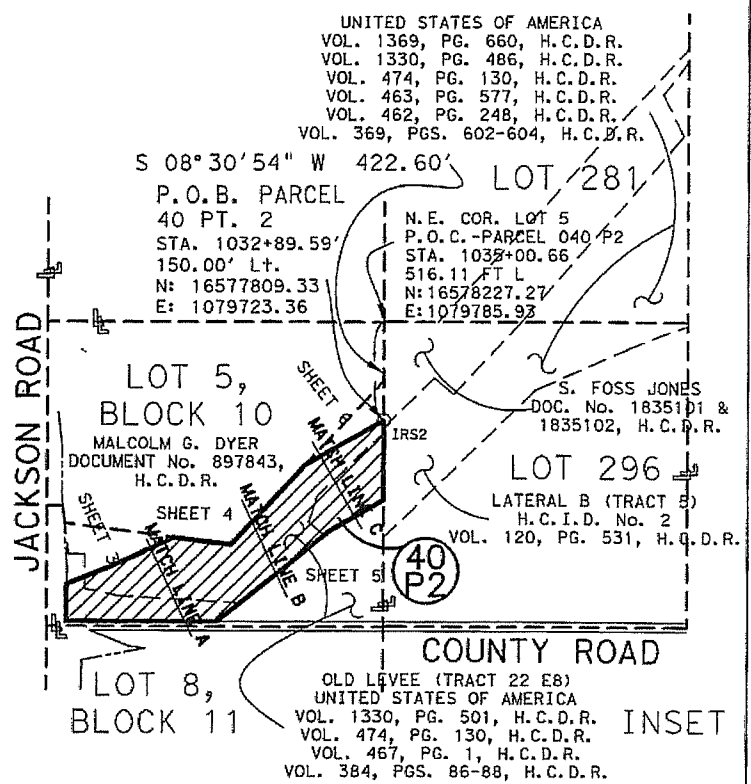 UNITED STATES OF AMERICA
VOL. 1369, PG. 660, H.C.D.R.
VOL. 1330, PG. 486, H.C.D.R.
VOL. 474, PG. 130, H.C.D.R.
VOL. 463, PG. 577, H.C.D.R.
VOL. 462, PG. 248, H.C.D.R.
VOL. 369, PGS. 602-604, H.C.D.R.
S 08°30'54" W 422.60'
P.O.B. PARCEL
40 PT. 2
STA. 1032+89.59'
150.00' Lt.
N: 16577809.33
E: 1079723.36
LOT 281
N.E. COR. LOT 5
P.O.C.-PARCEL 040 P2
STA. 1035+00.66
516.11 FT L
N:16578227.27
E:1079785.93
JACKSON ROAD
LOT 5,
BLOCK 10
MALCOLM G. DYER
DOCUMENT No. 897843,
H.C.D.R.
SHEET 6
IRS2
S. FOSS JONES
DOC. No. 1835101 &
1835102, H.C.D.R.
LOT 296
LATERAL B (TRACT 5)
H.C.I.D. No. 2
VOL. 120, PG. 531, H.C.D.R.
SHEET 3
MATCH LINE A
SHEET 4
MATCH LINE B
MATCH LINE C
SHEET 5
40
P2
COUNTY ROAD
LOT 8,
BLOCK 11
OLD LEVEE (TRACT 22 E8)
UNITED STATES OF AMERICA
VOL. 1330, PG. 501, H.C.D.R.
VOL. 474, PG. 130, H.C.D.R.
VOL. 467, PG. 1, H.C.D.R.
VOL. 384, PGS. 86-88, H.C.D.R.
INSET